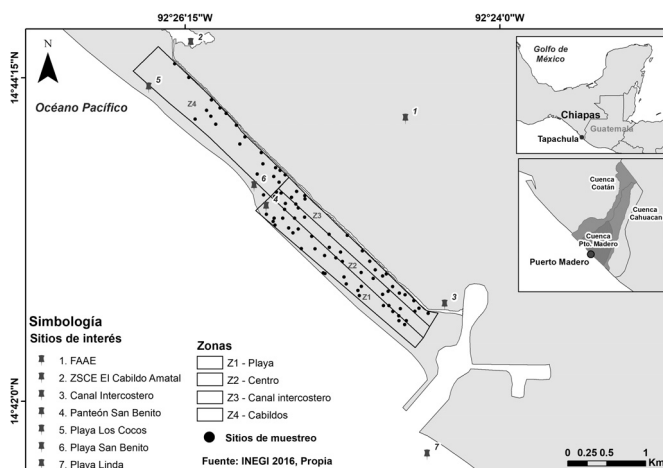 92°26'15"W
92°24'0"W
14°44'15"N
14°42'0"N
N
Océano Pacífico
1
2
3
4
5
6
7
Z4
Z3
Z2
Z1
Golfo de
México
Chiapas
Guatemala
Tapachula
Cuenca
Coatán
Cuenca
Cahuacan
Cuenca
Pto. Madero
Puerto Madero
Simbología
Sitios de interés
1. FAAE
2. ZSCE El Cabildo Amatal
3. Canal Intercostero
4. Panteón San Benito
5. Playa Los Cocos
6. Playa San Benito
7. Playa Linda
Zonas
Z1 - Playa
Z2 - Centro
Z3 - Canal intercostero
Z4 - Cabildos
Sitios de muestreo
Fuente: INEGI 2016, Propia
0 0.25 0.5 1
Km